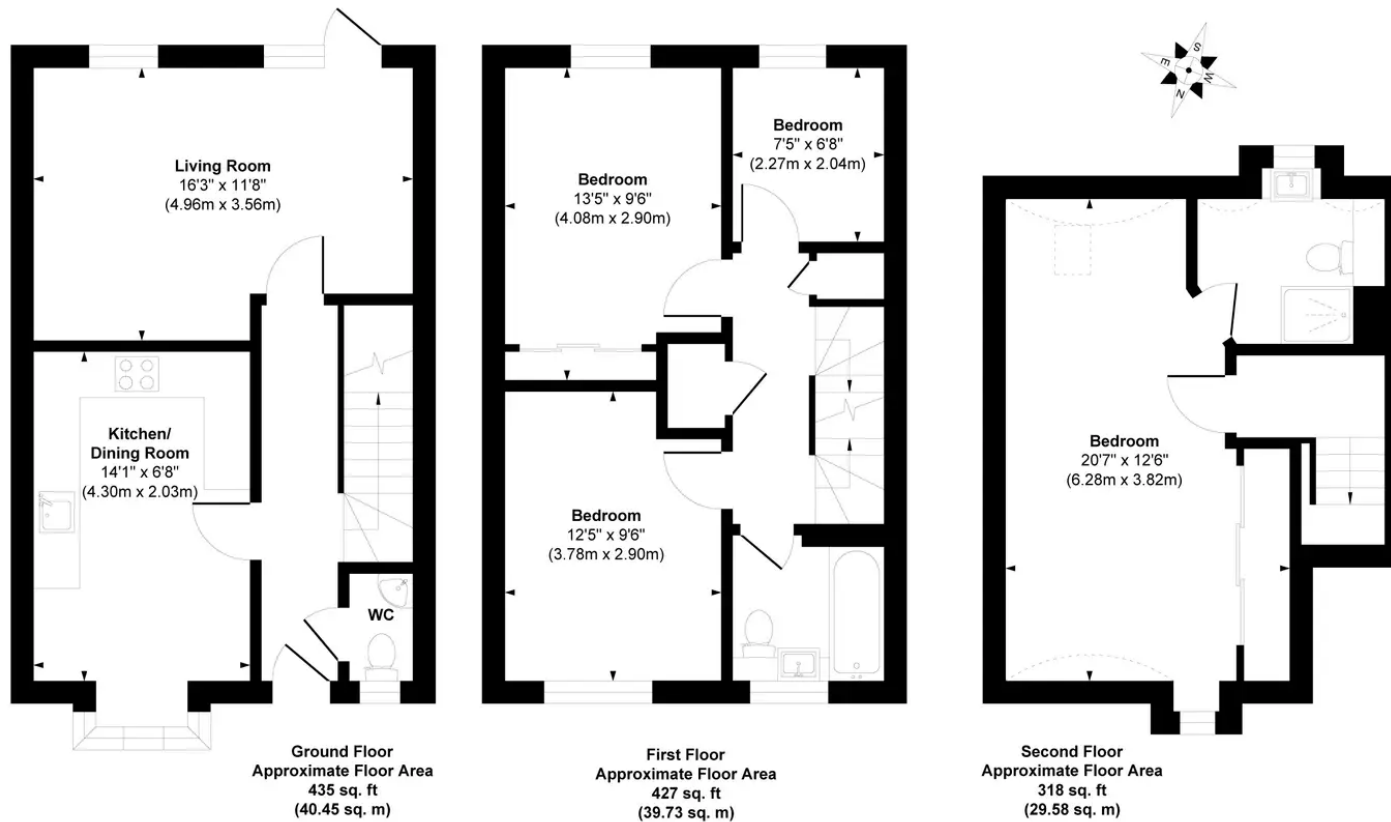 Living Room
16'3" x 11'8"
(4.96m x 3.56m)
Kitchen/
Dining Room
14'1" x 6'8"
(4.30m x 2.03m)
WC
Ground Floor
Approximate Floor Area
435 sq. ft
(40.45 sq. m)
Bedroom
13'5" x 9'6"
(4.08m x 2.90m)
Bedroom
7'5" x 6'8"
(2.27m x 2.04m)
Bedroom
12'5" x 9'6"
(3.78m x 2.90m)
First Floor
Approximate Floor Area
427 sq. ft
(39.73 sq. m)
S
E
W
N
Bedroom
20'7" x 12'6"
(6.28m x 3.82m)
Second Floor
Approximate Floor Area
318 sq. ft
(29.58 sq. m)